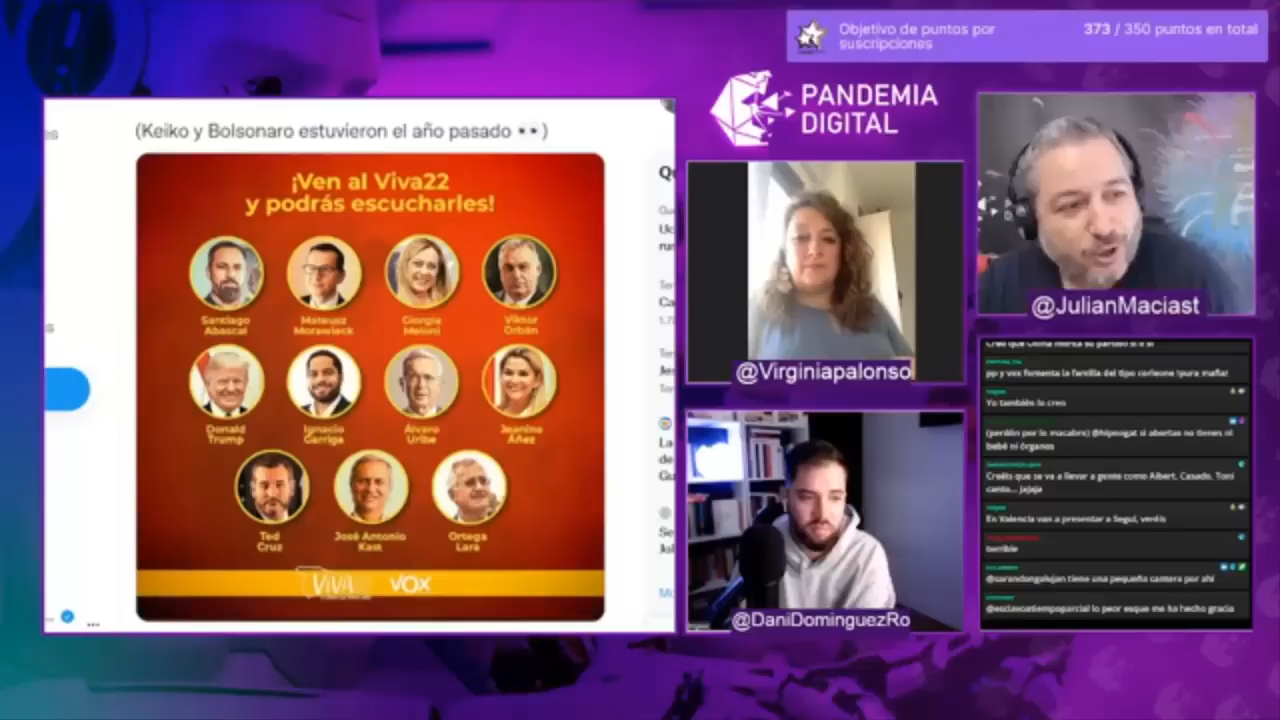 Objetivo de puntos por
suscripciones
373 / 350 puntos en total
PANDEMIA
DIGITAL
(Keiko y Bolsonaro estuvieron el año pasado 👀)
¡Ven al Viva22
y podrás escucharles!
Santiago
Abascal
Mateusz
Morawieck
Giorgia
Meloni
Viktor
Orbán
Donald
Trump
Ignacio
Garriga
Álvaro
Uribe
Jeanine
Áñez
Ted
Cruz
José Antonio
Kast
Ortega
Lara
VIVA
VOX
@Virginiapalonso
@JulianMaciast
@DaniDominguezRo
pp y vox fomenta la familia del tipo corleone !pura mafia!
Yo también lo creo
(perdón por lo macabro) @hipnogat si abortas no tienes ni
bebé ni órganos
Creéis que se va a llevar a gente como Albert, Casado, Toni
canto... jajaja
En Valencia van a presentar a Seguí, veréis
terrible
@sarandongalujan tiene una pequeña cantera por ahí
@esclavoatiempoparcial lo peor esque me ha hecho gracia